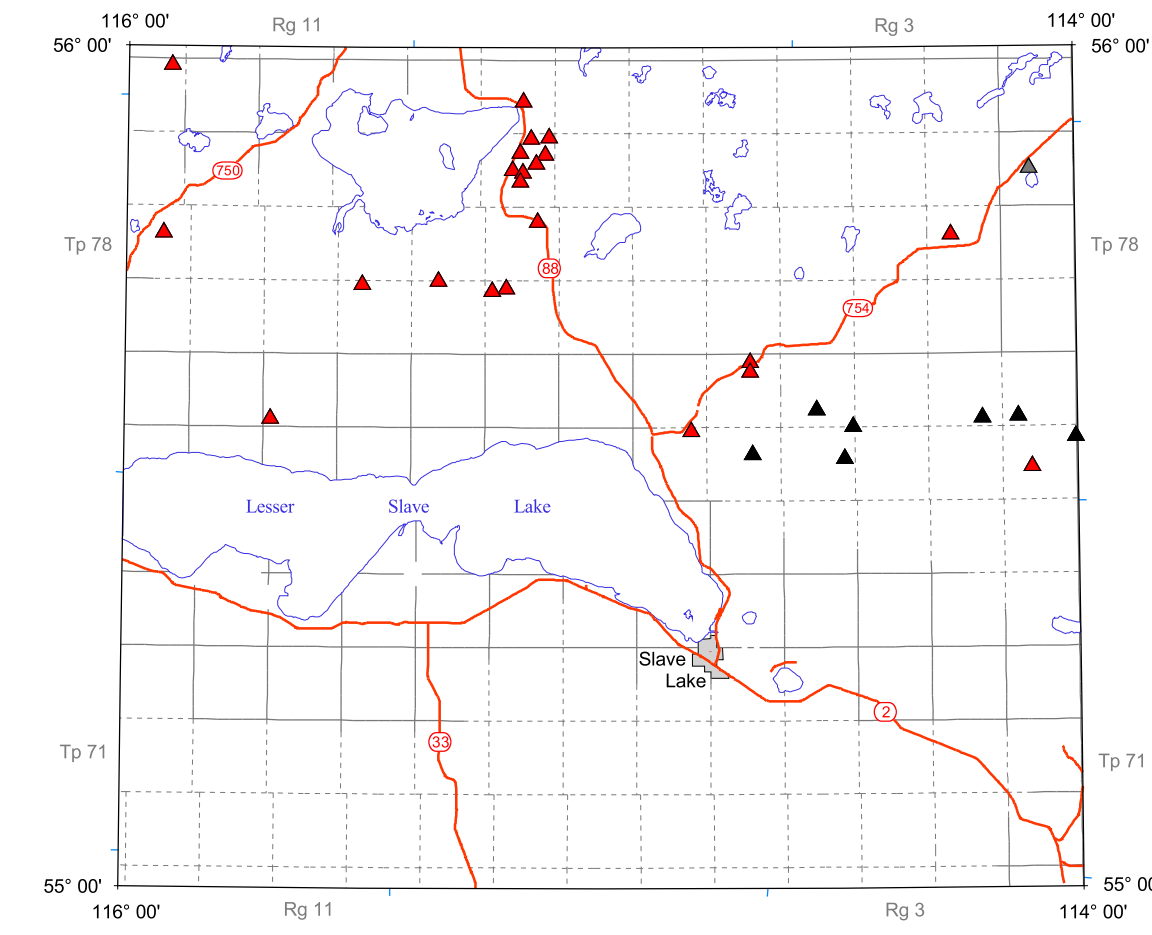 116° 00'
Rg 11
Rg 3
114° 00'
56° 00'
56° 00'
750
Tp 78
Tp 78
88
754
Lesser Slave Lake
Slave
Lake
2
33
Tp 71
Tp 71
55° 00'
55° 00
116° 00'
Rg 11
Rg 3
114° 00'